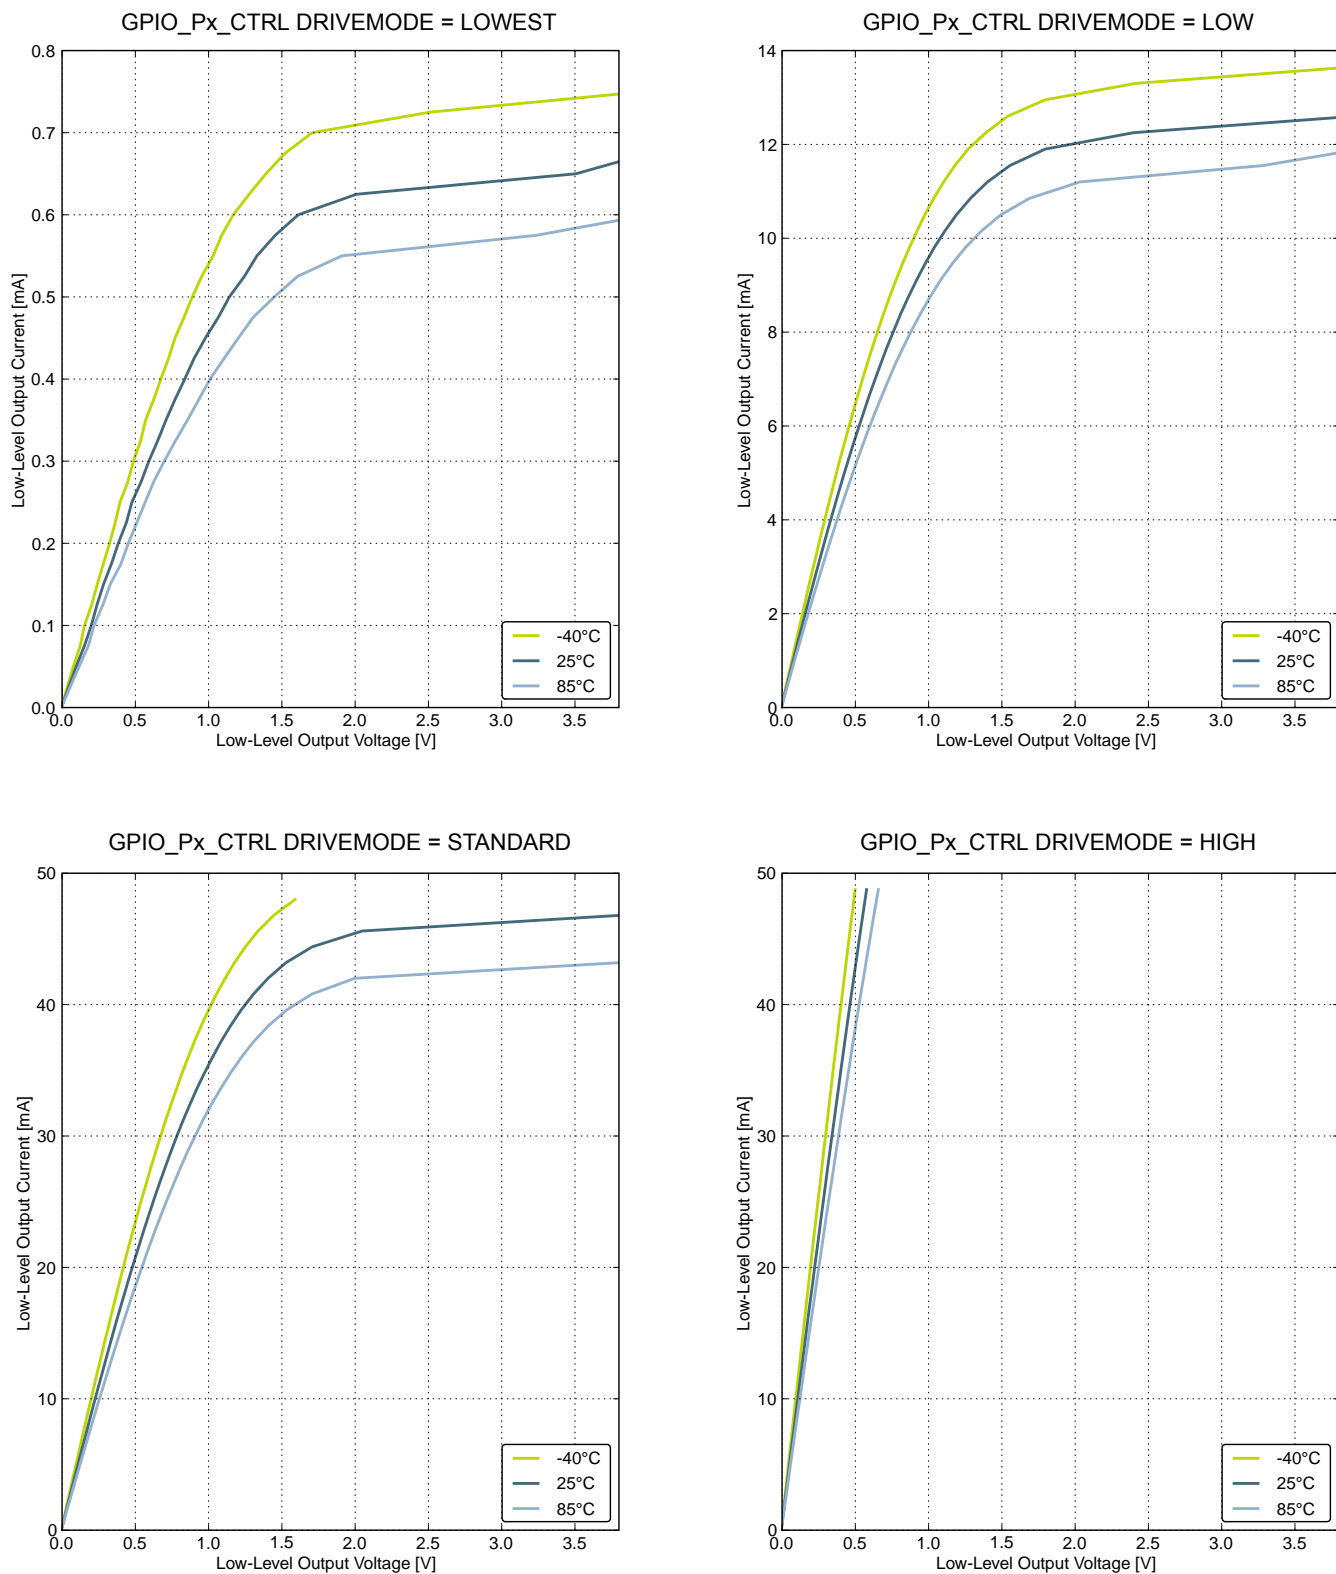 GPIO_Px_CTRL DRIVEMODE = LOWEST
0.8
0.7
0.6
0.5
0.4
0.3
0.2
0.1
0.0
Low-Level Output Current [mA]
-40°C
25°C
85°C
0.0 0.5 1.0 1.5 2.0 2.5 3.0 3.5
Low-Level Output Voltage [V]
GPIO_Px_CTRL DRIVEMODE = LOW
14
12
10
8
6
4
2
0
Low-Level Output Current [mA]
-40°C
25°C
85°C
0.0 0.5 1.0 1.5 2.0 2.5 3.0 3.5
Low-Level Output Voltage [V]
GPIO_Px_CTRL DRIVEMODE = STANDARD
50
40
30
20
10
0
Low-Level Output Current [mA]
-40°C
25°C
85°C
0.0 0.5 1.0 1.5 2.0 2.5 3.0 3.5
Low-Level Output Voltage [V]
GPIO_Px_CTRL DRIVEMODE = HIGH
50
40
30
20
10
0
Low-Level Output Current [mA]
-40°C
25°C
85°C
0.0 0.5 1.0 1.5 2.0 2.5 3.0 3.5
Low-Level Output Voltage [V]